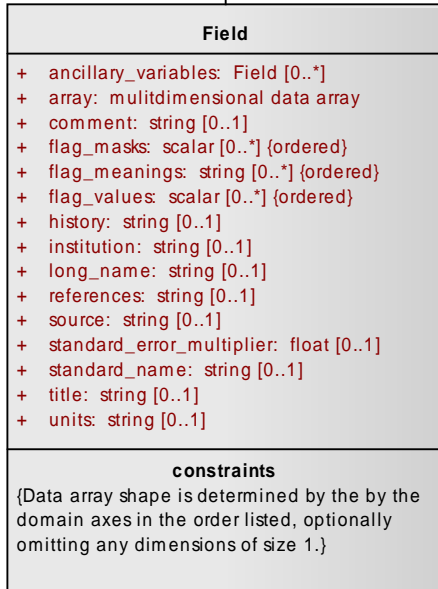 Field
+ ancillary_variables: Field [0..*]
+ array: mulitdimensional data array
+ comment: string [0..1]
+ flag_masks: scalar [0..*] {ordered}
+ flag_meanings: string [0..*] {ordered}
+ flag_values: scalar [0..*] {ordered}
+ history: string [0..1]
+ institution: string [0..1]
+ long_name: string [0..1]
+ references: string [0..1]
+ source: string [0..1]
+ standard_error_multiplier: float [0..1]
+ standard_name: string [0..1]
+ title: string [0..1]
+ units: string [0..1]
constraints
{Data array shape is determined by the by the
domain axes in the order listed, optionally
omitting any dimensions of size 1.}